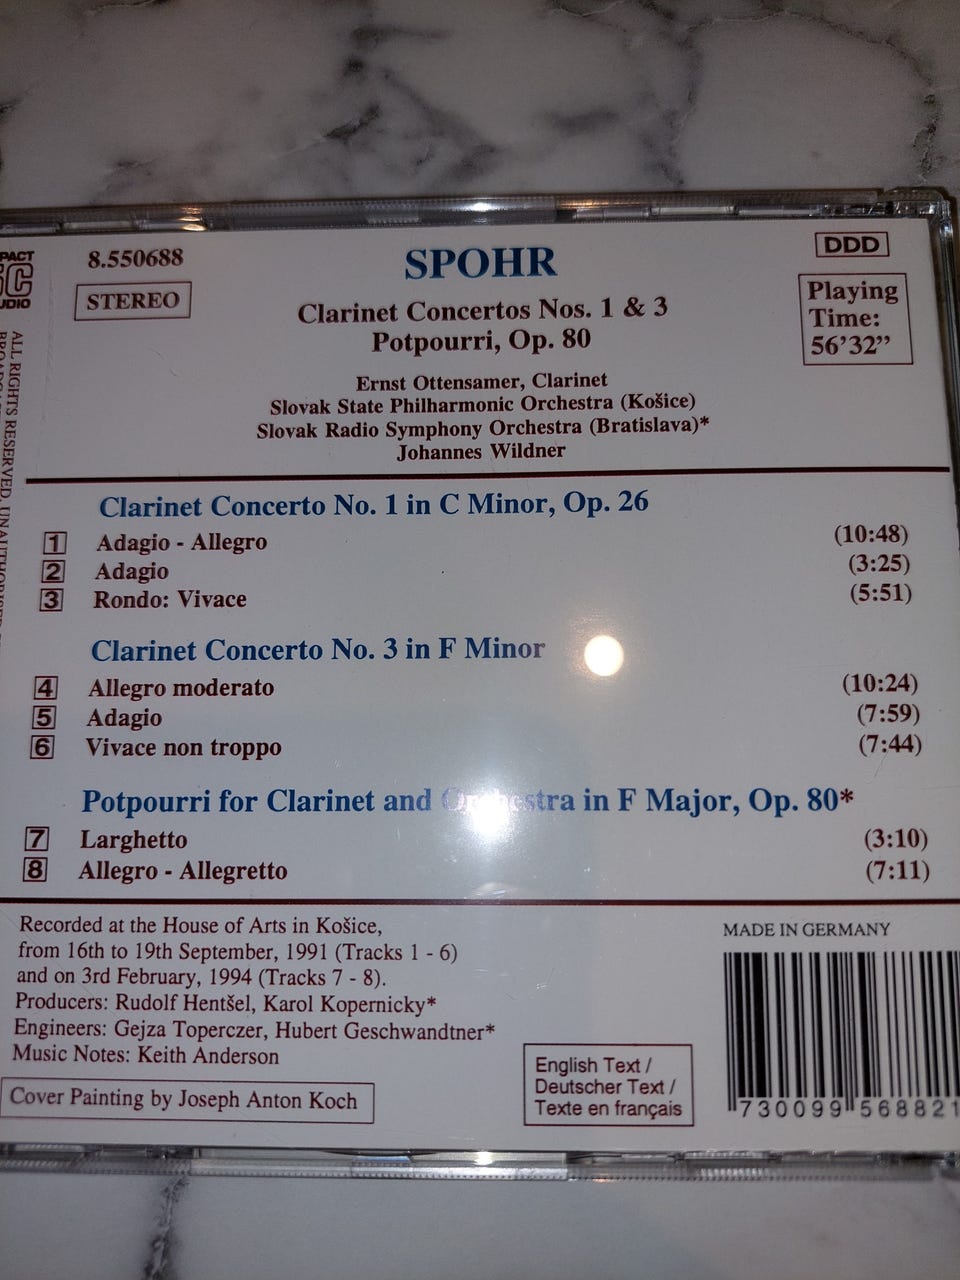 8.550688
STEREO
SPOHR
DDD
Playing
Time:
56’32”
Clarinet Concertos Nos. 1 & 3
Potpourri, Op. 80
Ernst Ottensamer, Clarinet
Slovak State Philharmonic Orchestra (Košice)
Slovak Radio Symphony Orchestra (Bratislava)*
Johannes Wildner
Clarinet Concerto No. 1 in C Minor, Op. 26
1 Adagio - Allegro (10:48)
2 Adagio (3:25)
3 Rondo: Vivace (5:51)
Clarinet Concerto No. 3 in F Minor
4 Allegro moderato (10:24)
5 Adagio (7:59)
6 Vivace non troppo (7:44)
Potpourri for Clarinet and Orchestra in F Major, Op. 80*
7 Larghetto (3:10)
8 Allegro - Allegretto (7:11)
Recorded at the House of Arts in Košice,
from 16th to 19th September, 1991 (Tracks 1 - 6)
and on 3rd February, 1994 (Tracks 7 - 8).
Producers: Rudolf Hentšel, Karol Kopernicky*
Engineers: Gejza Toperczer, Hubert Geschwandtner*
Music Notes: Keith Anderson
Cover Painting by Joseph Anton Koch
English Text /
Deutscher Text /
Texte en français
MADE IN GERMANY
730099 568821
ALL RIGHTS RESERVED.